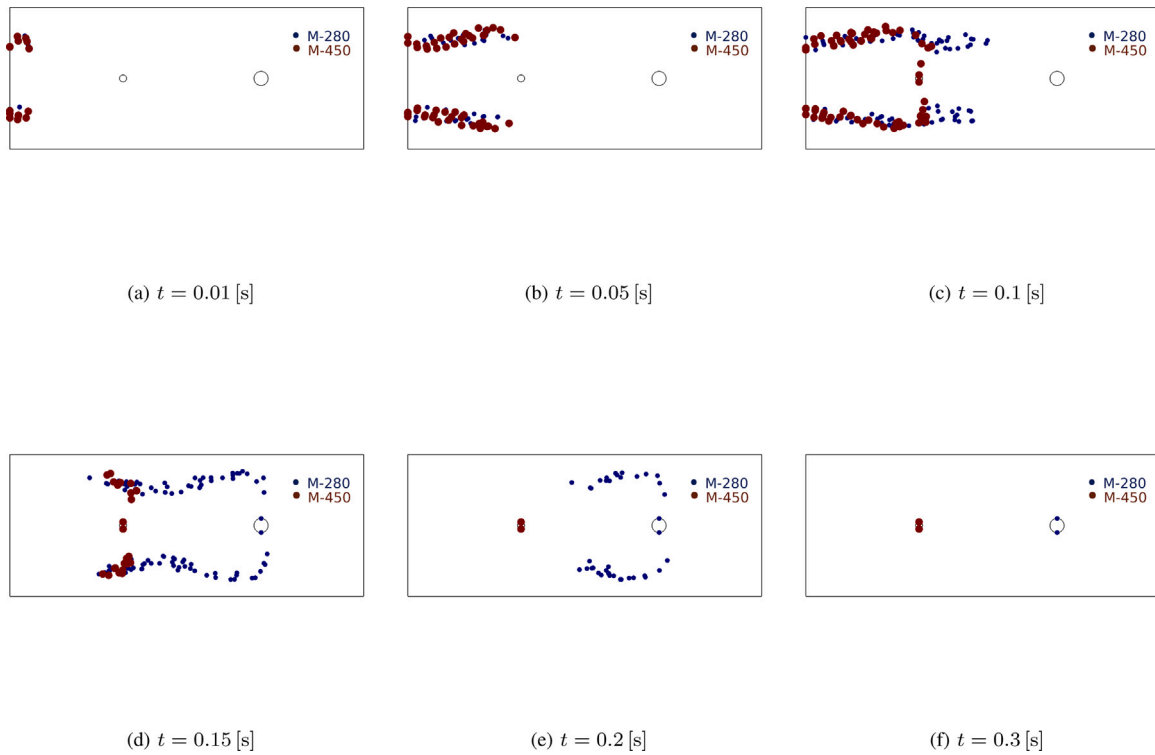 M-280
M-450
M-280
M-450
M-280
M-450
(a) t = 0.01 [s]
(b) t = 0.05 [s]
(c) t = 0.1 [s]
M-280
M-450
M-280
M-450
M-280
M-450
(d) t = 0.15 [s]
(e) t = 0.2 [s]
(f) t = 0.3 [s]